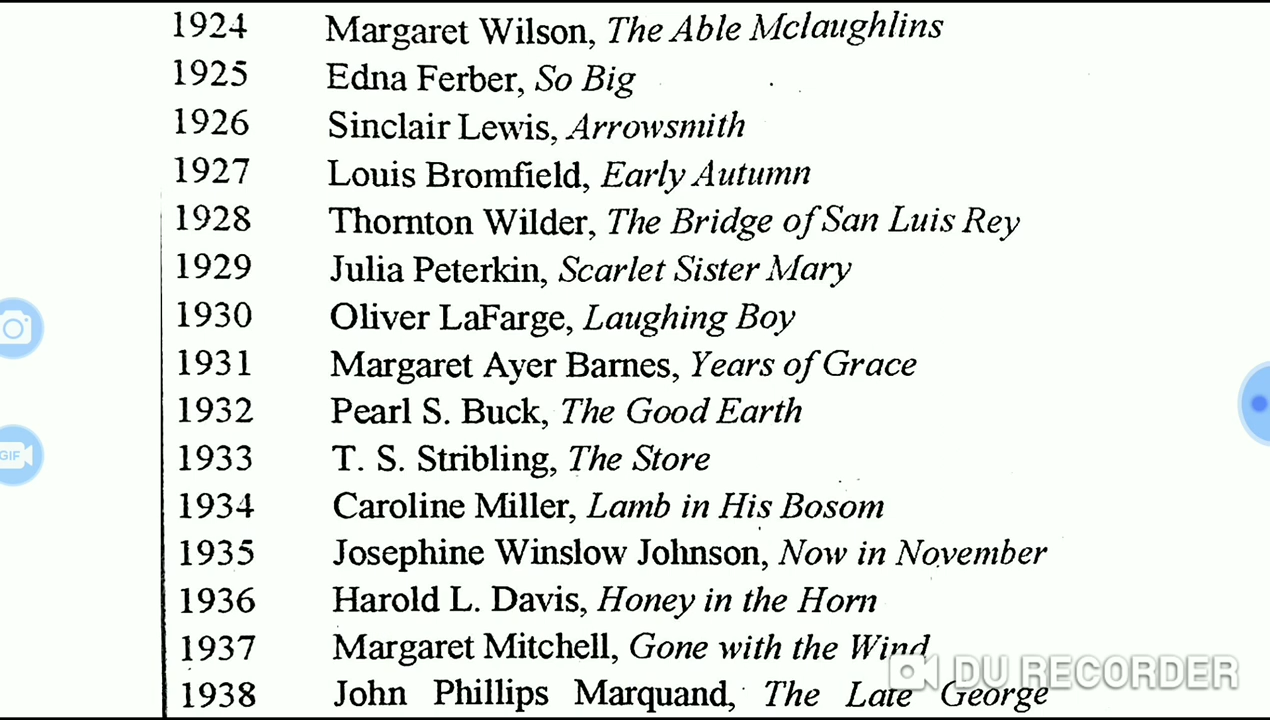 1924 Margaret Wilson, The Able Mclaughlins
1925 Edna Ferber, So Big
1926 Sinclair Lewis, Arrowsmith
1927 Louis Bromfield, Early Autumn
1928 Thornton Wilder, The Bridge of San Luis Rey
1929 Julia Peterkin, Scarlet Sister Mary
1930 Oliver LaFarge, Laughing Boy
1931 Margaret Ayer Barnes, Years of Grace
1932 Pearl S. Buck, The Good Earth
1933 T. S. Stribling, The Store
1934 Caroline Miller, Lamb in His Bosom
1935 Josephine Winslow Johnson, Now in November
1936 Harold L. Davis, Honey in the Horn
1937 Margaret Mitchell, Gone with the Wind
1938 John Phillips Marquand, The Late George
GIF
DU RECORDER